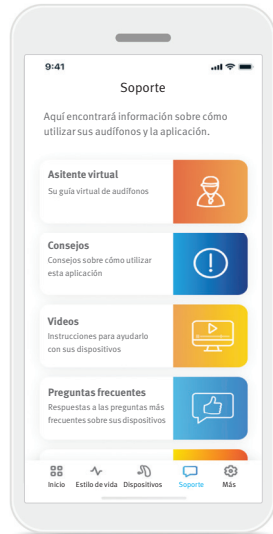 9:41
Soporte
Aquí encontrará información sobre cómo
utilizar sus audífonos y la aplicación.
Asitente virtual
Su guía virtual de audífonos
Consejos
Consejos sobre cómo utilizar
esta aplicación
Videos
Instrucciones para ayudarlo
con sus dispositivos
Preguntas frecuentes
Respuestas a las preguntas más
frecuentes sobre sus dispositivos
Inicio Estilo de vida Dispositivos Soporte Más